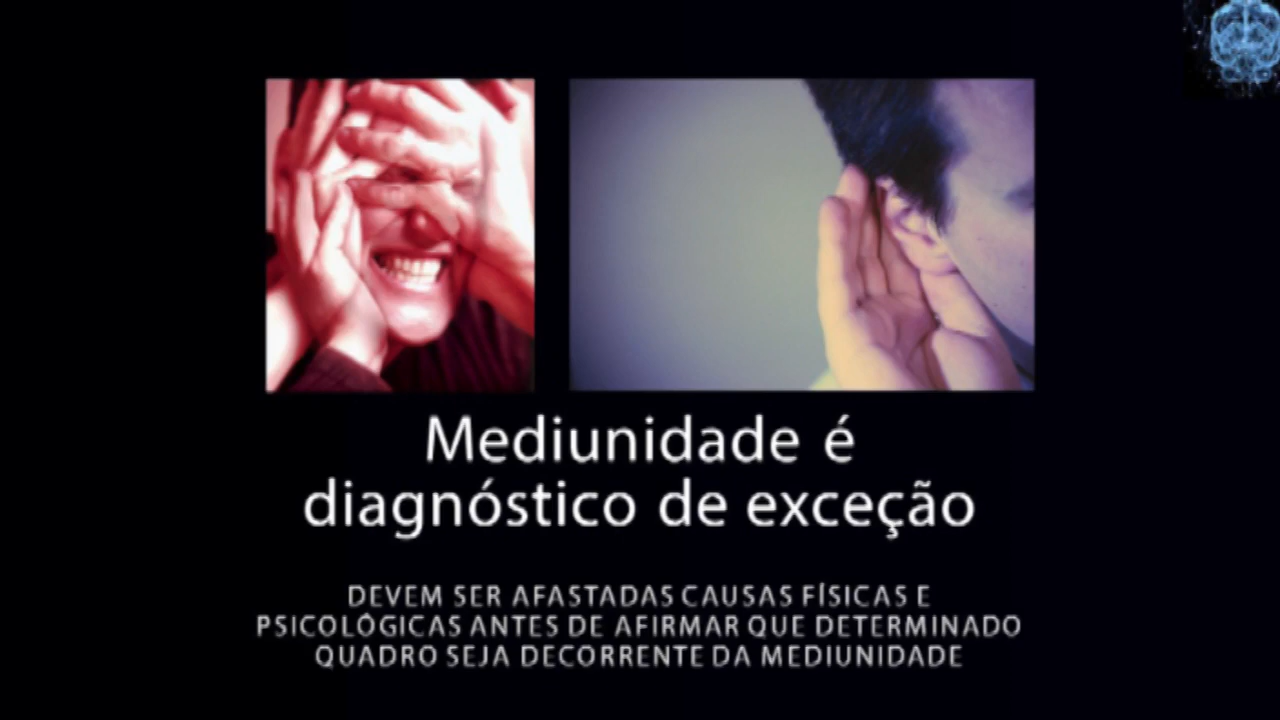 Mediunidade é
diagnóstico de exceção
DEVEM SER AFASTADAS CAUSAS FÍSICAS E
PSICOLÓGICAS ANTES DE AFIRMAR QUE DETERMINADO
QUADRO SEJA DECORRENTE DA MEDIUNIDADE